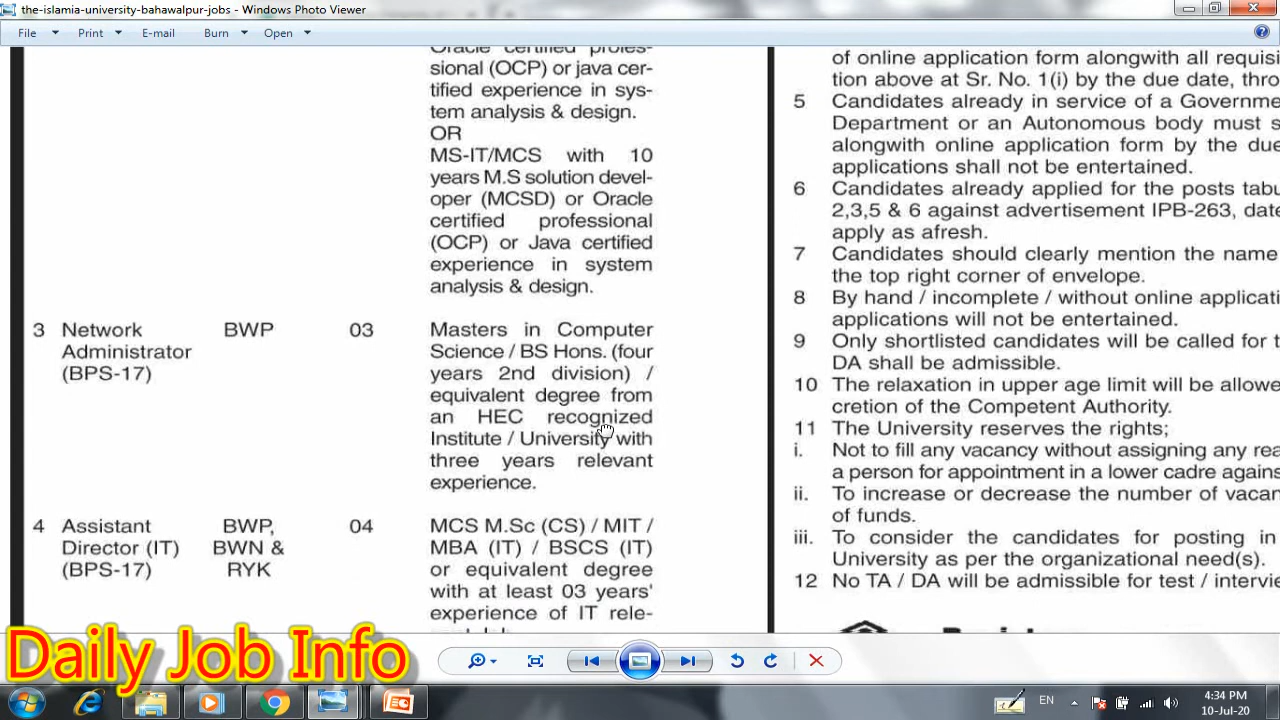 the-islamia-university-bahawalpur-jobs - Windows Photo Viewer
File Print E-mail Burn Open
Oracle certified profes-
sional (OCP) or java cer-
tified experience in sys-
tem analysis & design.
OR
MS-IT/MCS with 10
years M.S solution devel-
oper (MCSD) or Oracle
certified professional
(OCP) or Java certified
experience in system
analysis & design.
3 Network Administrator (BPS-17) BWP 03
Masters in Computer
Science / BS Hons. (four
years 2nd division) /
equivalent degree from
an HEC recognized
Institute / University with
three years relevant
experience.
4 Assistant Director (IT) (BPS-17) BWP, BWN & RYK 04
MCS M.Sc (CS) / MIT /
MBA (IT) / BSCS (IT)
or equivalent degree
with at least 03 years'
experience of IT rele-
of online application form alongwith all requisi
tion above at Sr. No. 1(i) by the due date, thro
5 Candidates already in service of a Governme
Department or an Autonomous body must s
alongwith online application form by the due
applications shall not be entertained.
6 Candidates already applied for the posts tabu
2,3,5 & 6 against advertisement IPB-263, date
apply as afresh.
7 Candidates should clearly mention the name
the top right corner of envelope.
8 By hand / incomplete / without online applicati
applications will not be entertained.
9 Only shortlisted candidates will be called for t
DA shall be admissible.
10 The relaxation in upper age limit will be allowe
cretion of the Competent Authority.
11 The University reserves the rights;
i. Not to fill any vacancy without assigning any rea
a person for appointment in a lower cadre agains
ii. To increase or decrease the number of vacan
of funds.
iii. To consider the candidates for posting in
University as per the organizational need(s).
12 No TA / DA will be admissible for test / intervie
Daily Job Info
EN
4:34 PM
10-Jul-20